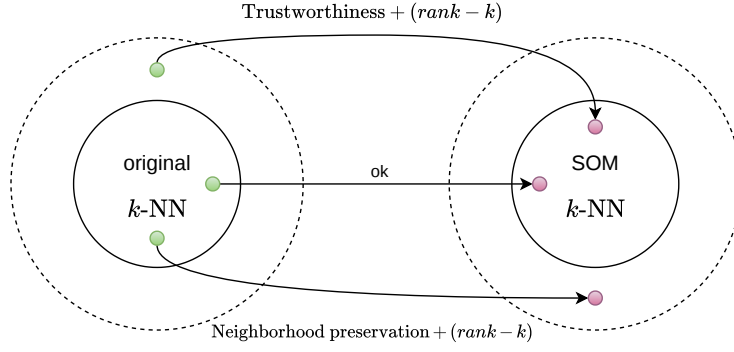 Trustworthiness + (rank − k)
original
SOM
ok
k-NN
k-NN
Neighborhood preservation + (rank − k)